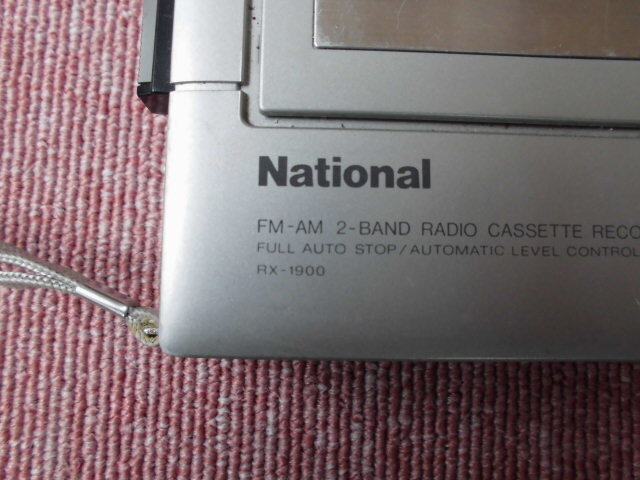 National
FM-AM 2-BAND RADIO CASSETTE RECO
FULL AUTO STOP/AUTOMATIC LEVEL CONTROL
RX-1900